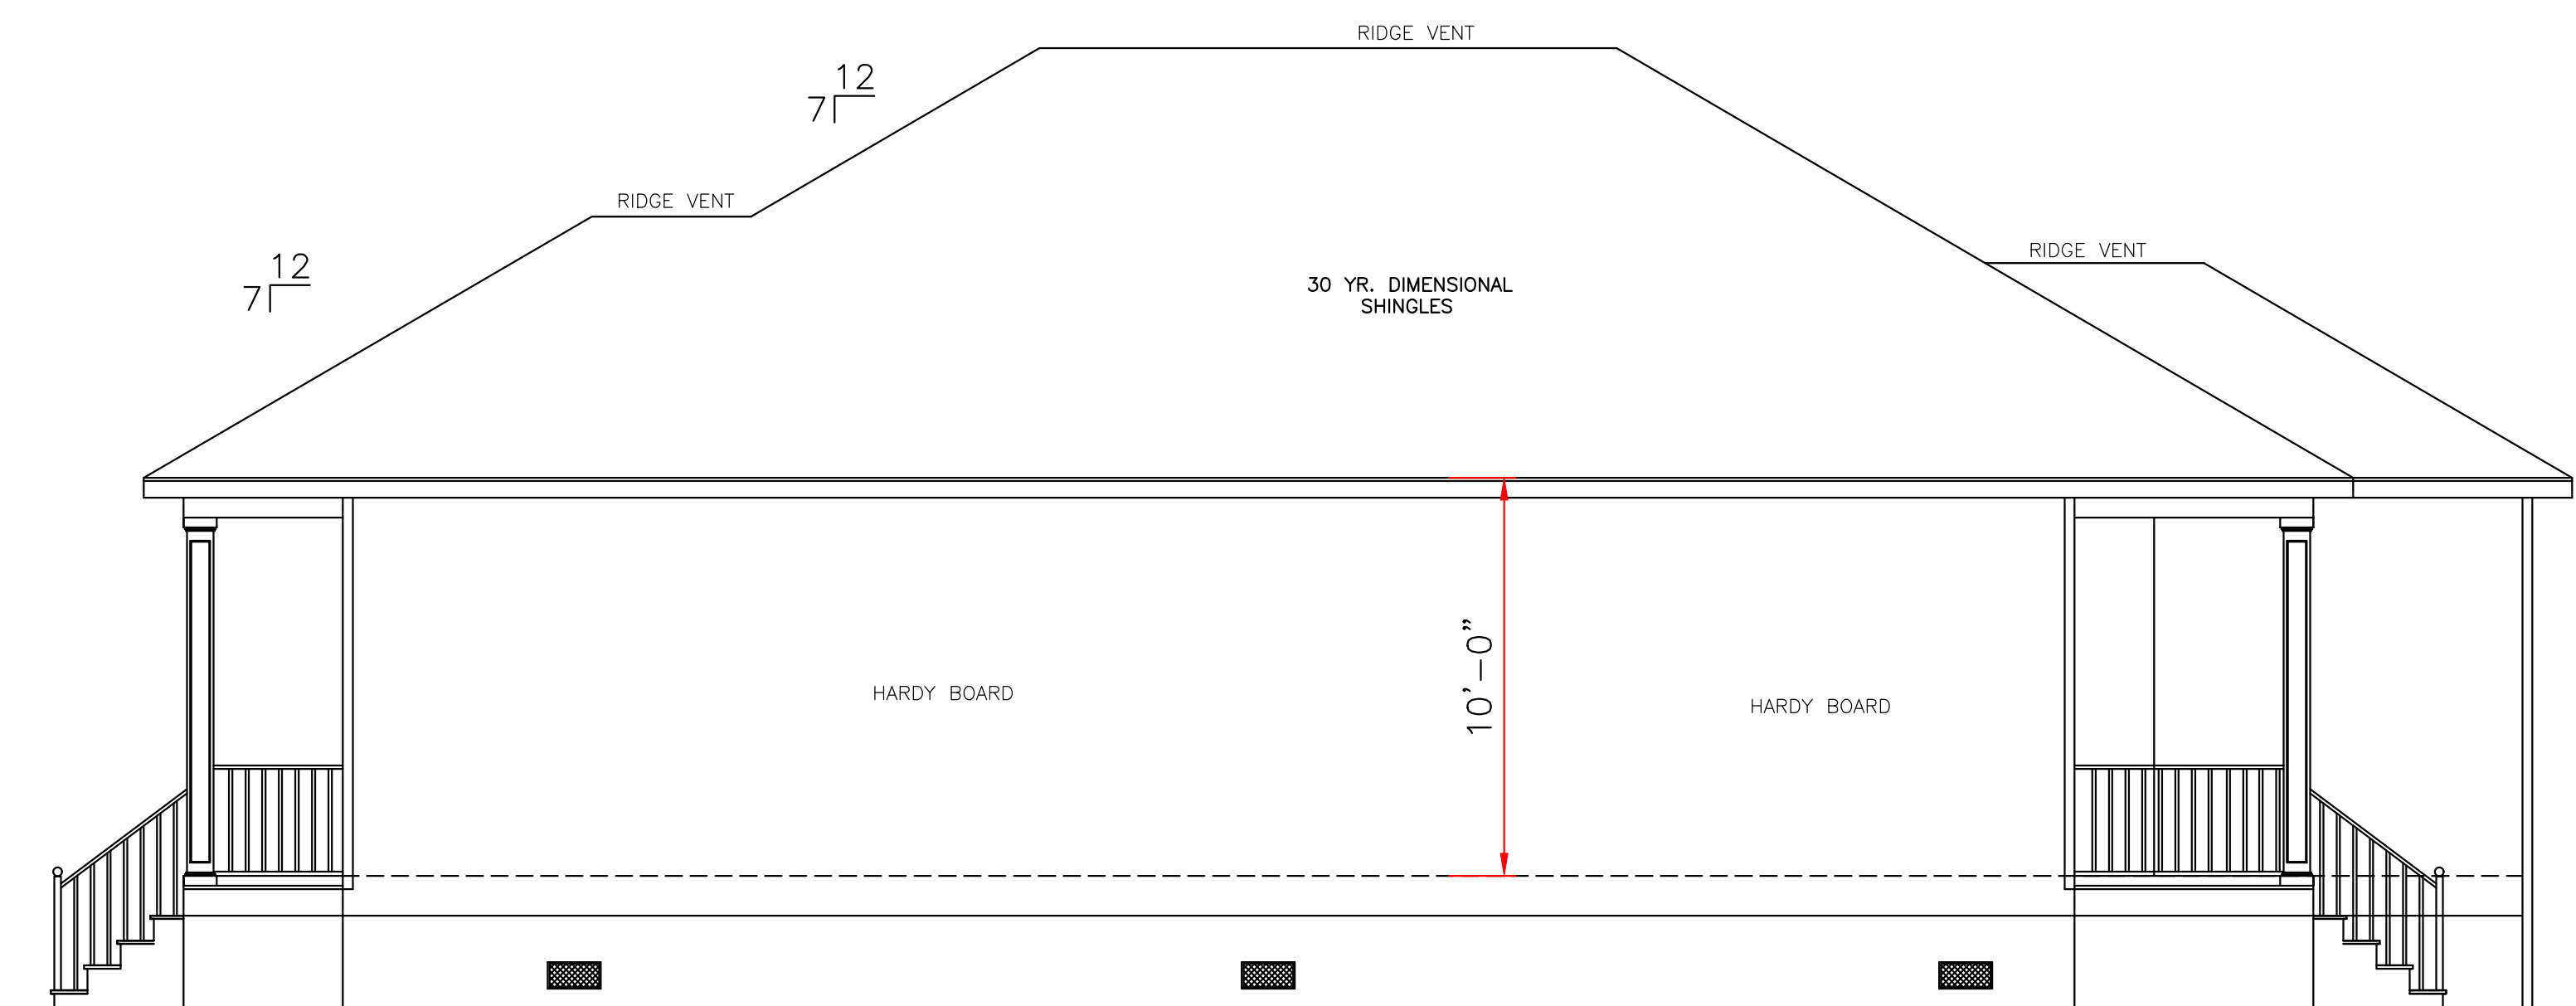 RIDGE VENT
12
7
RIDGE VENT
RIDGE VENT
12
7
30 YR. DIMENSIONAL
SHINGLES
10'-0"
HARDY BOARD
HARDY BOARD